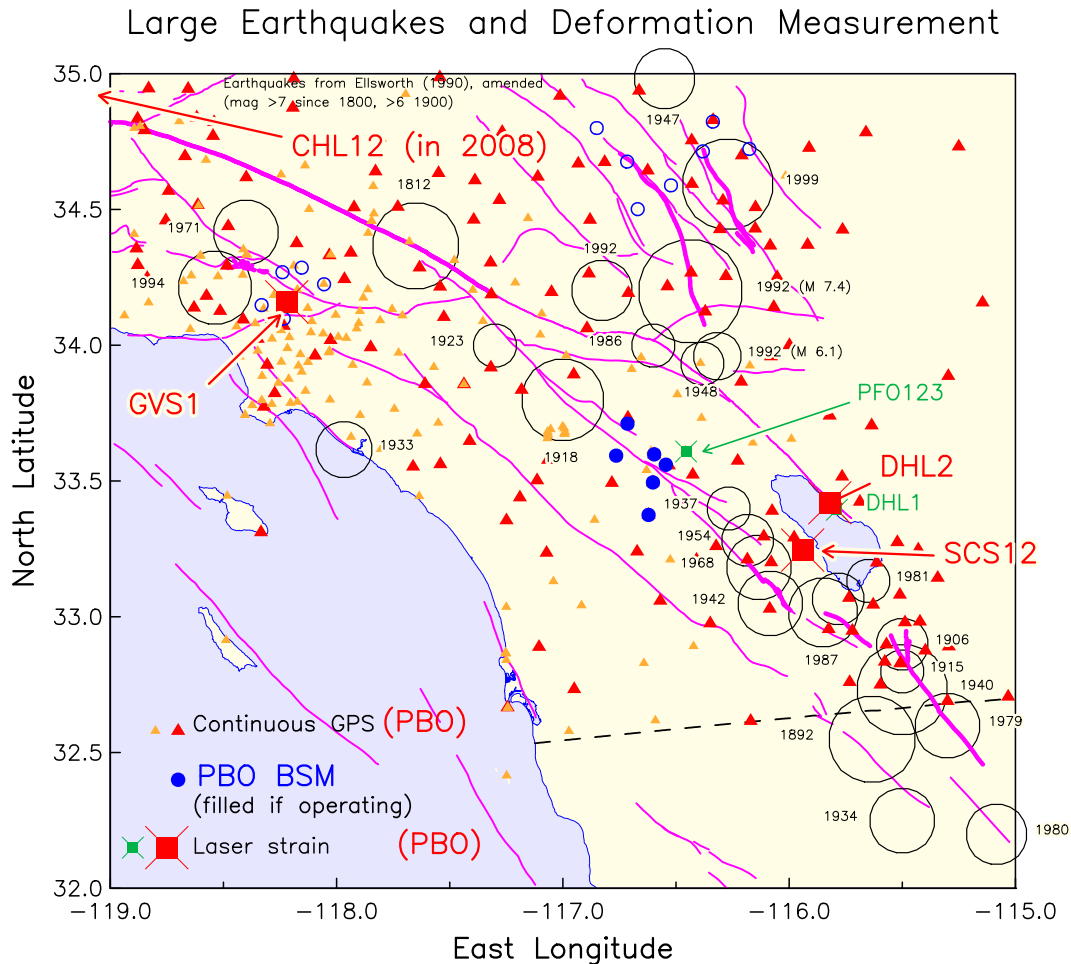 Large Earthquakes and Deformation Measurement
35.0
Earthquakes from Ellsworth (1990), amended
(mag >7 since 1800, >6 1900)
CHL12 (in 2008)
1947
1999
1812
34.5
1971
1992
1994
1992 (M 7.4)
34.0
1923
1986
1992 (M 6.1)
1948
GVS1
PFO123
1933
1918
33.5
DHL2
1937
DHL1
1954
SCS12
1968
1981
1942
33.0
1906
1987
1915
1940
Continuous GPS (PBO)
1979
1892
32.5
PBO BSM
(filled if operating)
1934
1980
Laser strain (PBO)
32.0
-119.0
-118.0
-117.0
-116.0
-115.0
East Longitude
North Latitude